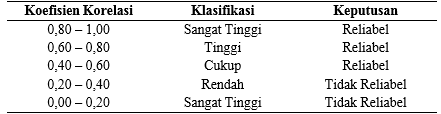 Koefisien Korelasi Klasifikasi Keputusan
0,80 – 1,00 Sangat Tinggi Reliabel
0,60 – 0,80 Tinggi Reliabel
0,40 – 0,60 Cukup Reliabel
0,20 – 0,40 Rendah Tidak Reliabel
0,00 – 0,20 Sangat Tinggi Tidak Reliabel